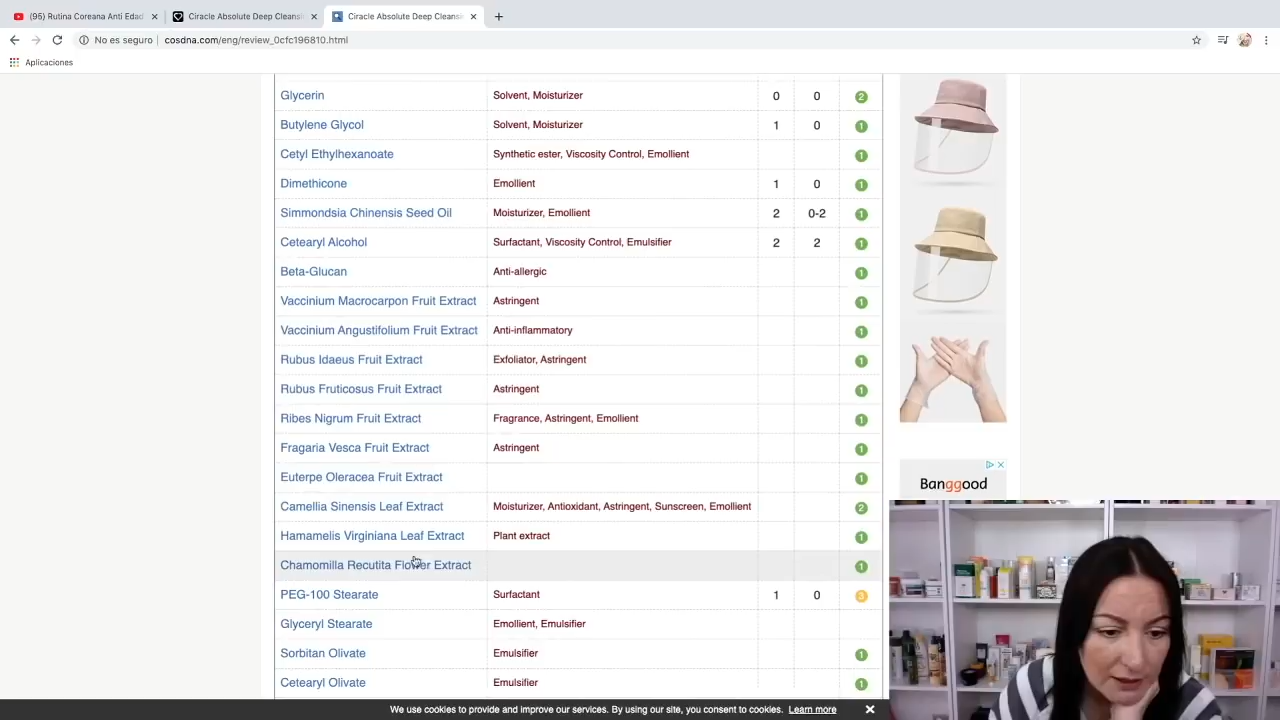 (95) Rutina Coreana Anti Edad
Ciracle Absolute Deep Cleansi
Ciracle Absolute Deep Cleansi
No es seguro | cosdna.com/eng/review_0cfc196810.html
Aplicaciones
Glycerin Solvent, Moisturizer 0 0 2
Butylene Glycol Solvent, Moisturizer 1 0 1
Cetyl Ethylhexanoate Synthetic ester, Viscosity Control, Emollient 1
Dimethicone Emollient 1 0 1
Simmondsia Chinensis Seed Oil Moisturizer, Emollient 2 0-2 1
Cetearyl Alcohol Surfactant, Viscosity Control, Emulsifier 2 2 1
Beta-Glucan Anti-allergic 1
Vaccinium Macrocarpon Fruit Extract Astringent 1
Vaccinium Angustifolium Fruit Extract Anti-inflammatory 1
Rubus Idaeus Fruit Extract Exfoliator, Astringent 1
Rubus Fruticosus Fruit Extract Astringent 1
Ribes Nigrum Fruit Extract Fragrance, Astringent, Emollient 1
Fragaria Vesca Fruit Extract Astringent 1
Euterpe Oleracea Fruit Extract 1
Banggood
Camellia Sinensis Leaf Extract Moisturizer, Antioxidant, Astringent, Sunscreen, Emollient 2
Hamamelis Virginiana Leaf Extract Plant extract 1
Chamomilla Recutita Flower Extract 1
PEG-100 Stearate Surfactant 1 0 3
Glyceryl Stearate Emollient, Emulsifier
Sorbitan Olivate Emulsifier 1
Cetearyl Olivate Emulsifier 1
We use cookies to provide and improve our services. By using our site, you consent to cookies. Learn more